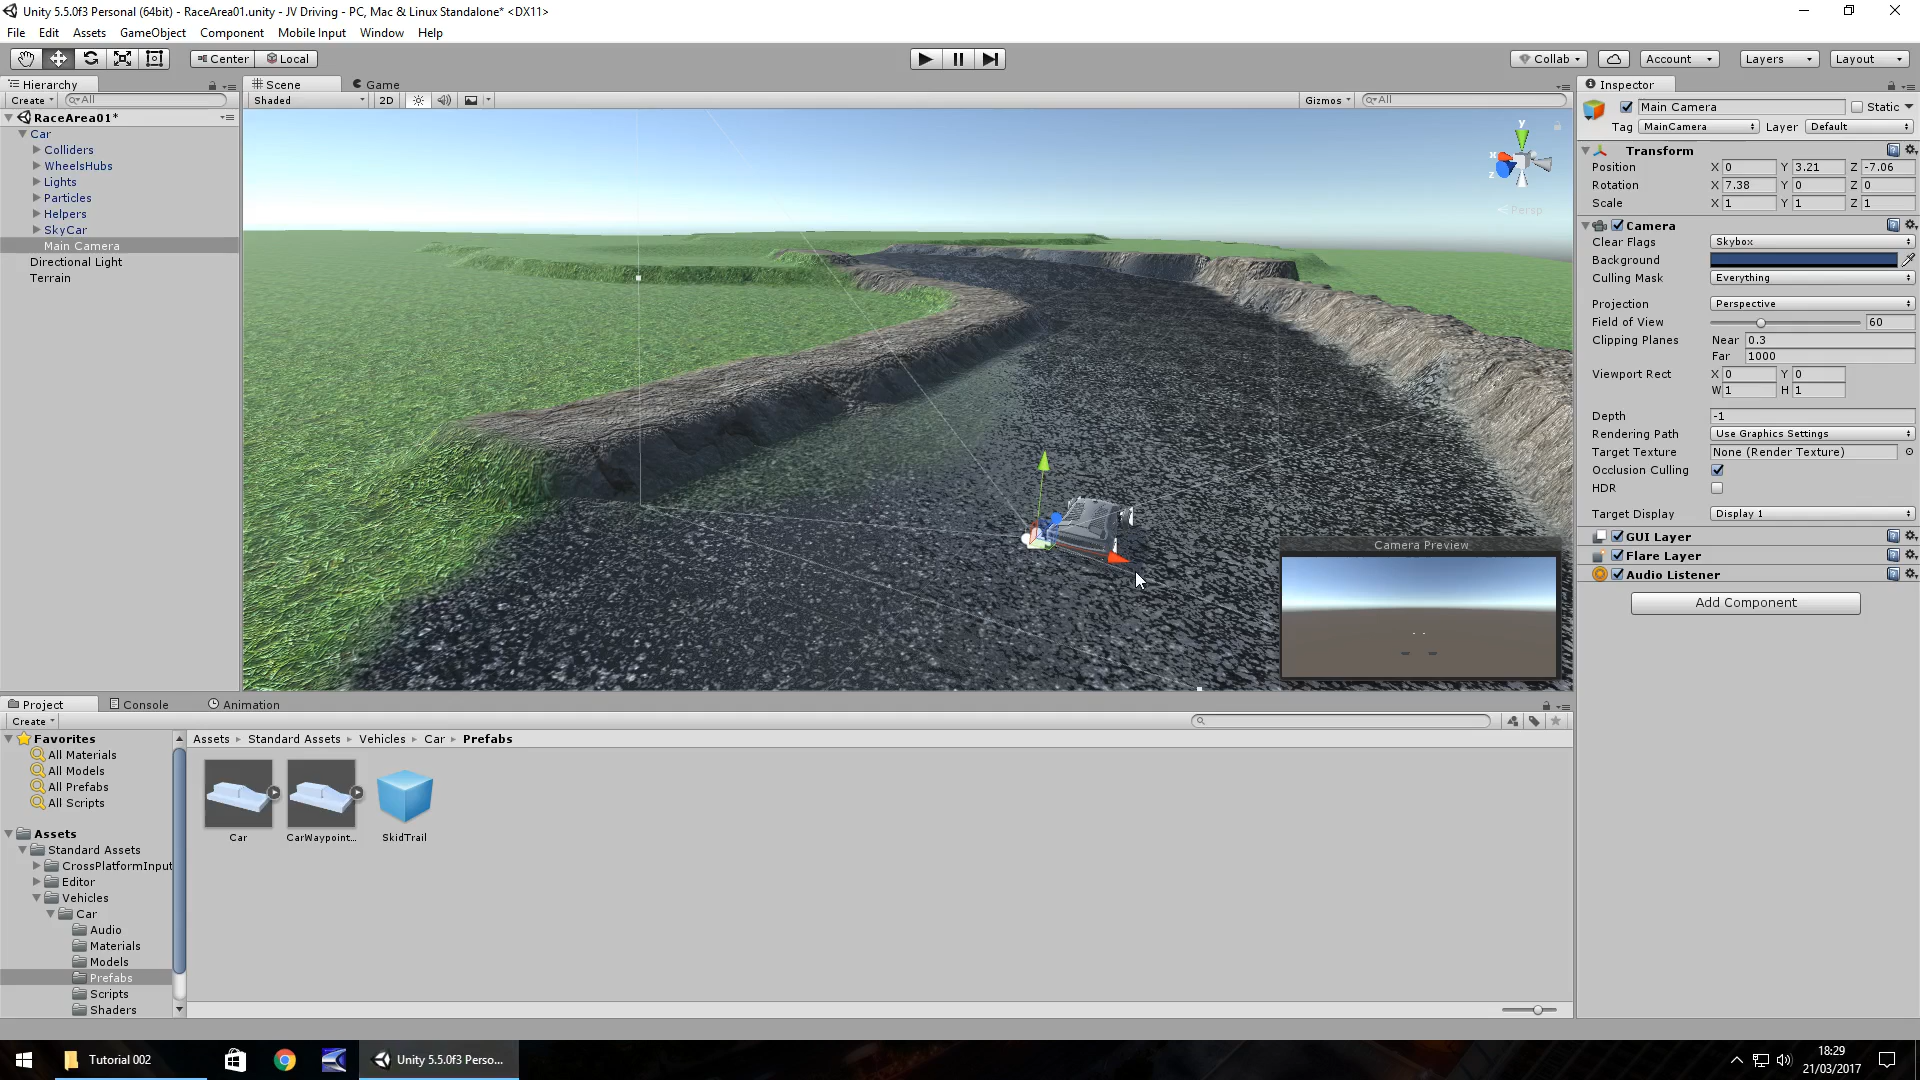 Unity 5.5.0f3 Personal (64bit) - RaceArea01.unity - JV Driving - PC, Mac & Linux Standalone* <DX11>
File Edit Assets GameObject Component Mobile Input Window Help
Center Local Collab Account Layers Layout
Hierarchy
Create All
RaceArea01*
Car
Colliders
WheelsHubs
Lights
Particles
Helpers
SkyCar
Main Camera
Directional Light
Terrain
Scene Game
Shaded 2D Gizmos All
y
x
z
Persp
Camera Preview
Inspector
Main Camera Static
Tag MainCamera Layer Default
Transform
Position X 0 Y 3.21 Z -7.06
Rotation X 7.38 Y 0 Z 0
Scale X 1 Y 1 Z 1
Camera
Clear Flags Skybox
Background
Culling Mask Everything
Projection Perspective
Field of View 60
Clipping Planes Near 0.3
Far 1000
Viewport Rect X 0 Y 0
W 1 H 1
Depth -1
Rendering Path Use Graphics Settings
Target Texture None (Render Texture)
Occlusion Culling
HDR
Target Display Display 1
GUI Layer
Flare Layer
Audio Listener
Add Component
Project Console Animation
Create
Favorites
All Materials
All Models
All Prefabs
All Scripts
Assets
Standard Assets
CrossPlatformInput
Editor
Vehicles
Car
Audio
Materials
Models
Prefabs
Scripts
Shaders
Assets Standard Assets Vehicles Car Prefabs
Car CarWaypoint... SkidTrail
Tutorial 002 Unity 5.5.0f3 Perso...
18:29
21/03/2017